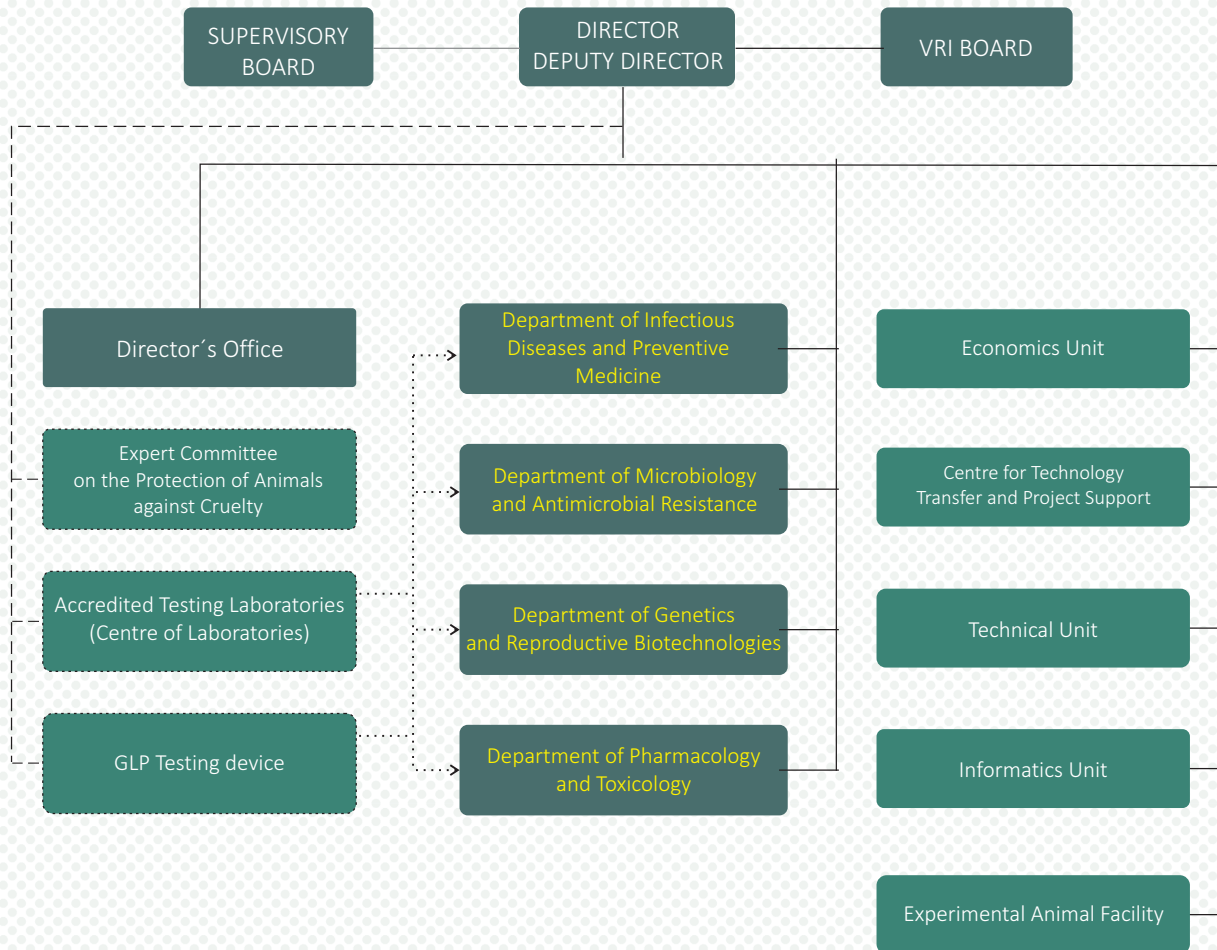 SUPERVISORY
BOARD
DIRECTOR
DEPUTY DIRECTOR
VRI BOARD
Director´s Office
Expert Committee
on the Protection of Animals
against Cruelty
Accredited Testing Laboratories
(Centre of Laboratories)
GLP Testing device
Department of Infectious
Diseases and Preventive
Medicine
Department of Microbiology
and Antimicrobial Resistance
Department of Genetics
and Reproductive Biotechnologies
Department of Pharmacology
and Toxicology
Economics Unit
Centre for Technology
Transfer and Project Support
Technical Unit
Informatics Unit
Experimental Animal Facility